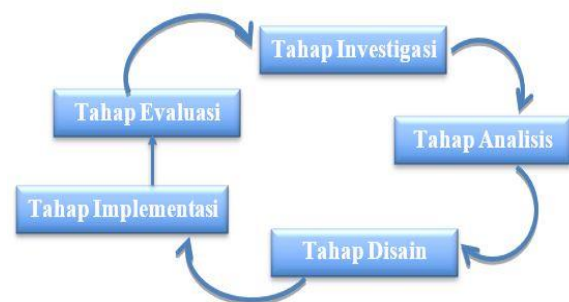 Tahap Investigasi
Tahap Analisis
Tahap Disain
Tahap Implementasi
Tahap Evaluasi